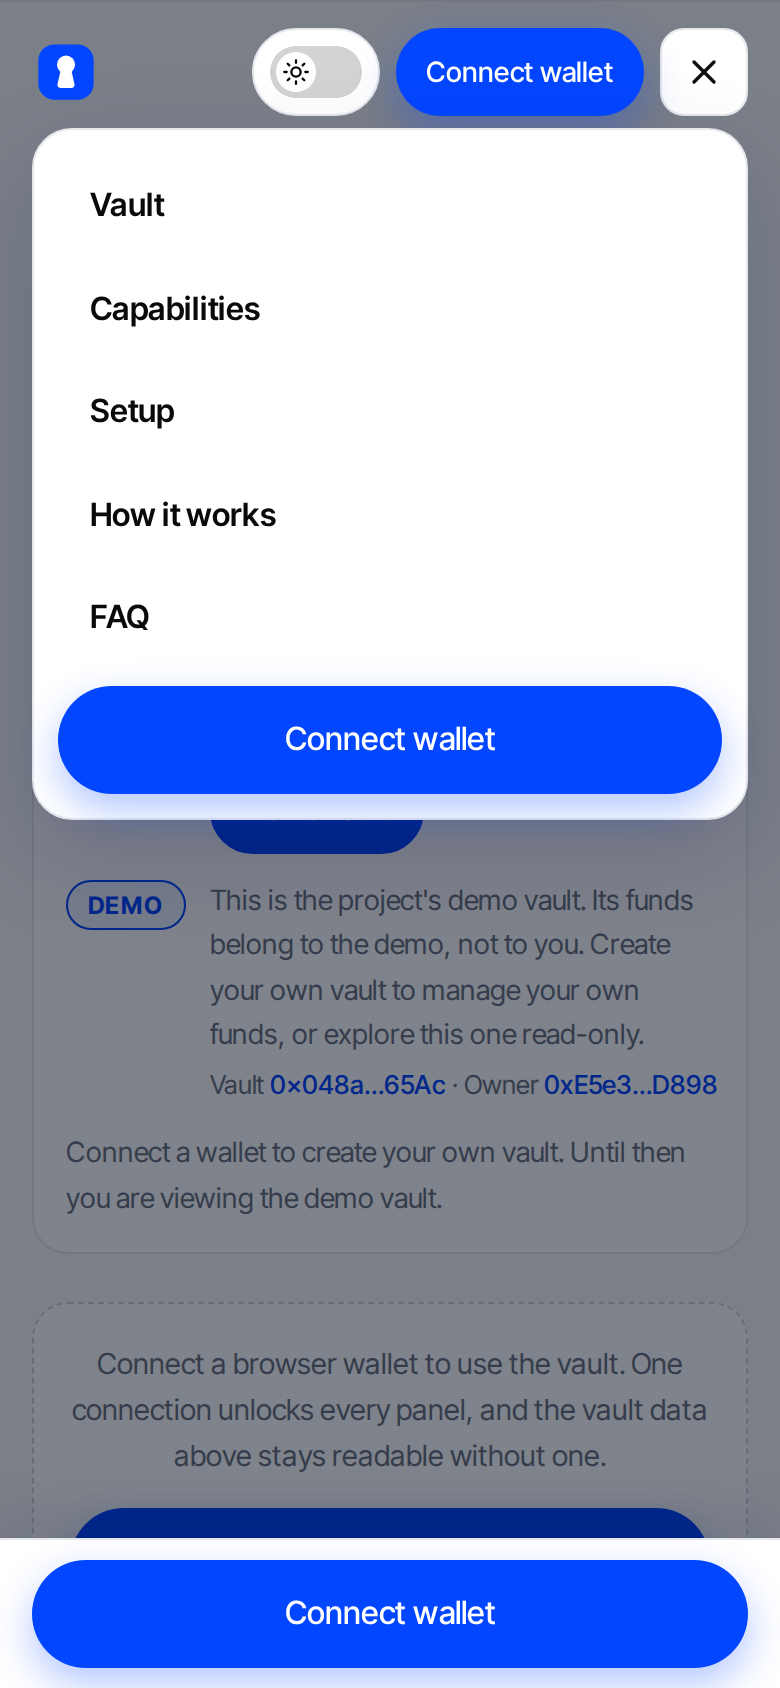 Connect wallet
Vault
Capabilities
Setup
How it works
FAQ
Connect wallet
DEMO
This is the project's demo vault. Its funds
belong to the demo, not to you. Create
your own vault to manage your own
funds, or explore this one read-only.
Vault 0×048a...65Ac · Owner 0xE5e3...D898
Connect a wallet to create your own vault. Until then
you are viewing the demo vault.
Connect a browser wallet to use the vault. One
connection unlocks every panel, and the vault data
above stays readable without one.
Connect wallet